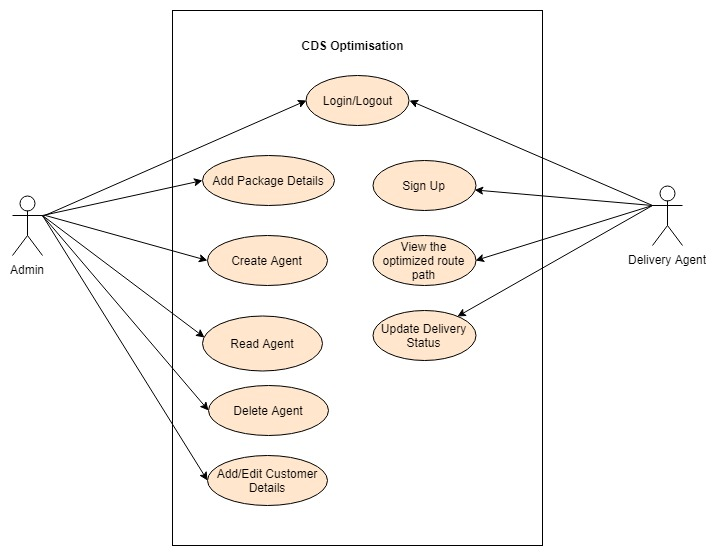 CDS Optimisation
Login/Logout
Add Package Details
Sign Up
Admin
Create Agent
View the
optimized route
path
Delivery Agent
Read Agent
Update Delivery
Status
Delete Agent
Add/Edit Customer
Details